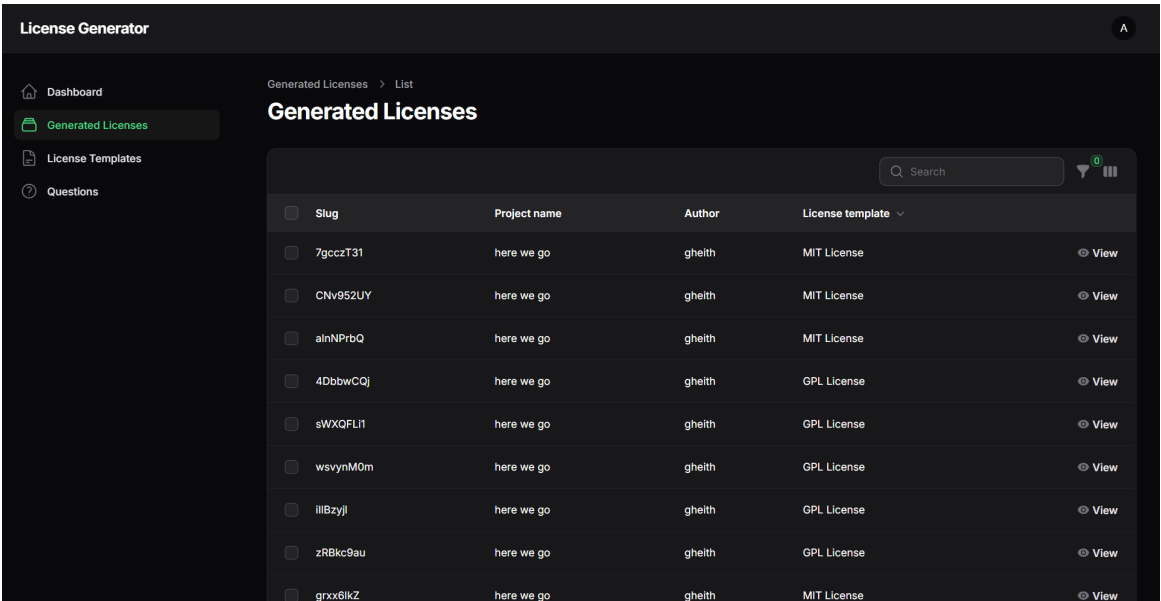 License Generator
A
Dashboard
Generated Licenses
License Templates
Questions
Generated Licenses > List
Generated Licenses
Search
0
Slug Project name Author License template
7gcczT31 here we go gheith MIT License View
CNv952UY here we go gheith MIT License View
here we go gheith MIT License View
4DbbwCQj here we go gheith GPL License View
sWXQFLi1 here we go gheith GPL License View
wsvynM0m here we go gheith GPL License View
here we go gheith GPL License View
zRBkc9au here we go gheith GPL License View
here we go gheith MIT License View